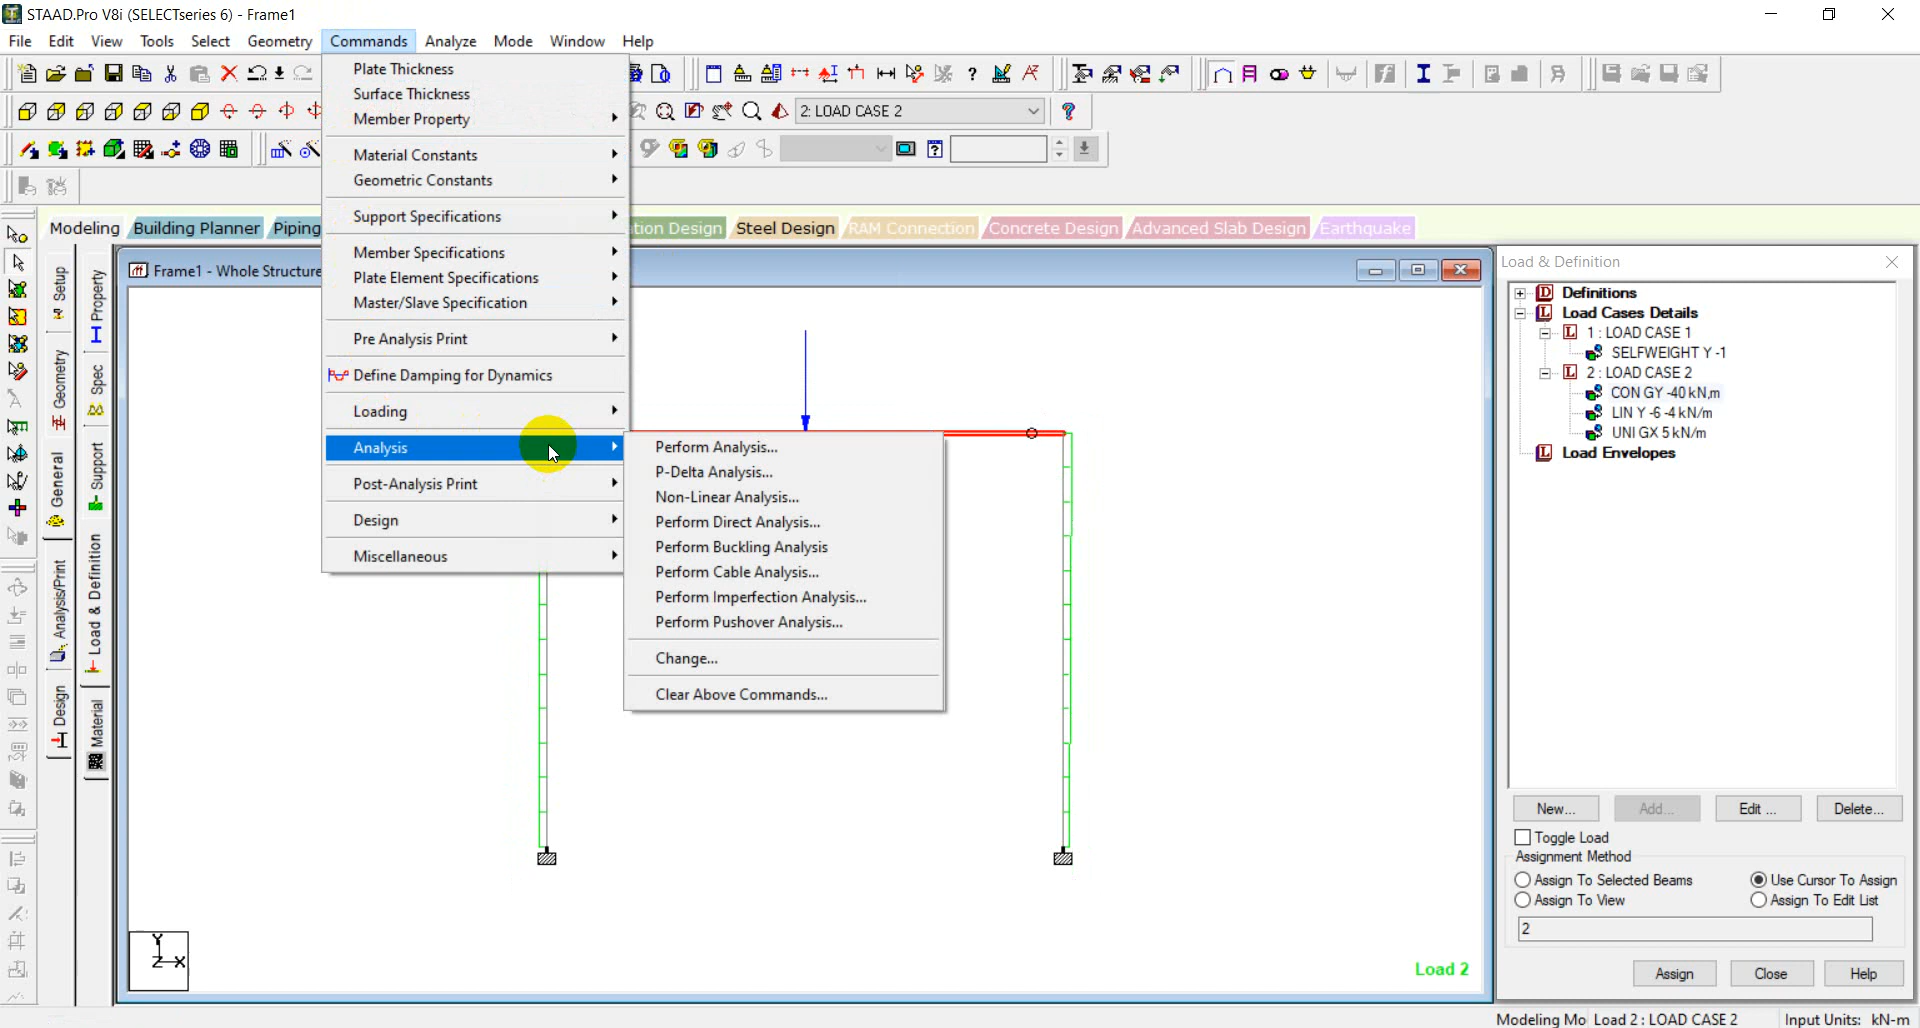 STAAD.Pro V8i (SELECTseries 6) - Frame1
File Edit View Tools Select Geometry Commands Analyze Mode Window Help
2: LOAD CASE 2
Modeling Building Planner Piping tion Design Steel Design RAM Connection Concrete Design Advanced Slab Design Earthquake
Plate Thickness
Surface Thickness
Member Property
Material Constants
Geometric Constants
Support Specifications
Member Specifications
Plate Element Specifications
Master/Slave Specification
Pre Analysis Print
Define Damping for Dynamics
Loading
Analysis
Post-Analysis Print
Design
Miscellaneous
Perform Analysis...
P-Delta Analysis...
Non-Linear Analysis...
Perform Direct Analysis...
Perform Buckling Analysis
Perform Cable Analysis...
Perform Imperfection Analysis...
Perform Pushover Analysis...
Change...
Clear Above Commands...
Setup
Geometry
General
Analysis/Print
Design
Property
Spec
Support
Load & Definition
Material
Frame1 - Whole Structure
Y
Z X
Load 2
Load & Definition
Definitions
Load Cases Details
1 : LOAD CASE 1
SELFWEIGHT Y -1
2 : LOAD CASE 2
CON GY -40 kN,m
LIN Y -6 -4 kN/m
UNI GX 5 kN/m
Load Envelopes
New... Add... Edit ... Delete...
Toggle Load
Assignment Method
Assign To Selected Beams Use Cursor To Assign
Assign To View Assign To Edit List
2
Assign Close Help
Modeling Mo Load 2 : LOAD CASE 2 Input Units: kN-m